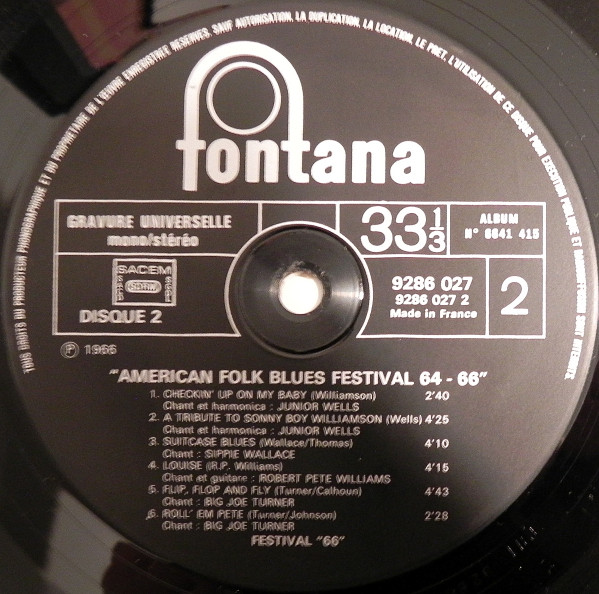 TOUS DROITS DU PRODUCTEUR PHONOGRAPHIQUE ET DU PROPRIETAIRE DE L'ŒUVRE ENREGISTREE RESERVES. SAUF AUTORISATION, LA DUPLICATION, LA LOCATION, LE PRET, L'UTILISATION DE CE DISQUE POUR EXECUTION PUBLIQUE ET RADIODIFFUSION SONT INTERDITS.
fontana
GRAVURE UNIVERSELLE
mono/stéréo
33 1/3
ALBUM
N° 6641 415
SACEM
SDRM
DISQUE 2
9286 027
9286 027 2
Made in France
2
Ⓟ 1966
"AMERICAN FOLK BLUES FESTIVAL 64 - 66"
1. CHECKIN' UP ON MY BABY (Williamson) 2'40
Chant et harmonica : JUNIOR WELLS
2. A TRIBUTE TO SONNY BOY WILLIAMSON (Wells) 4'25
Chant et harmonica : JUNIOR WELLS
3. SUITCASE BLUES (Wallace/Thomas) 4'10
Chant : SIPPIE WALLACE
4. LOUISE (R.P. Williams) 4'15
Chant et guitare : ROBERT PETE WILLIAMS
5. FLIP, FLOP AND FLY (Turner/Calhoun) 4'43
Chant : BIG JOE TURNER
6. ROLL' EM PETE (Turner/Johnson) 2'28
Chant : BIG JOE TURNER
FESTIVAL "66"